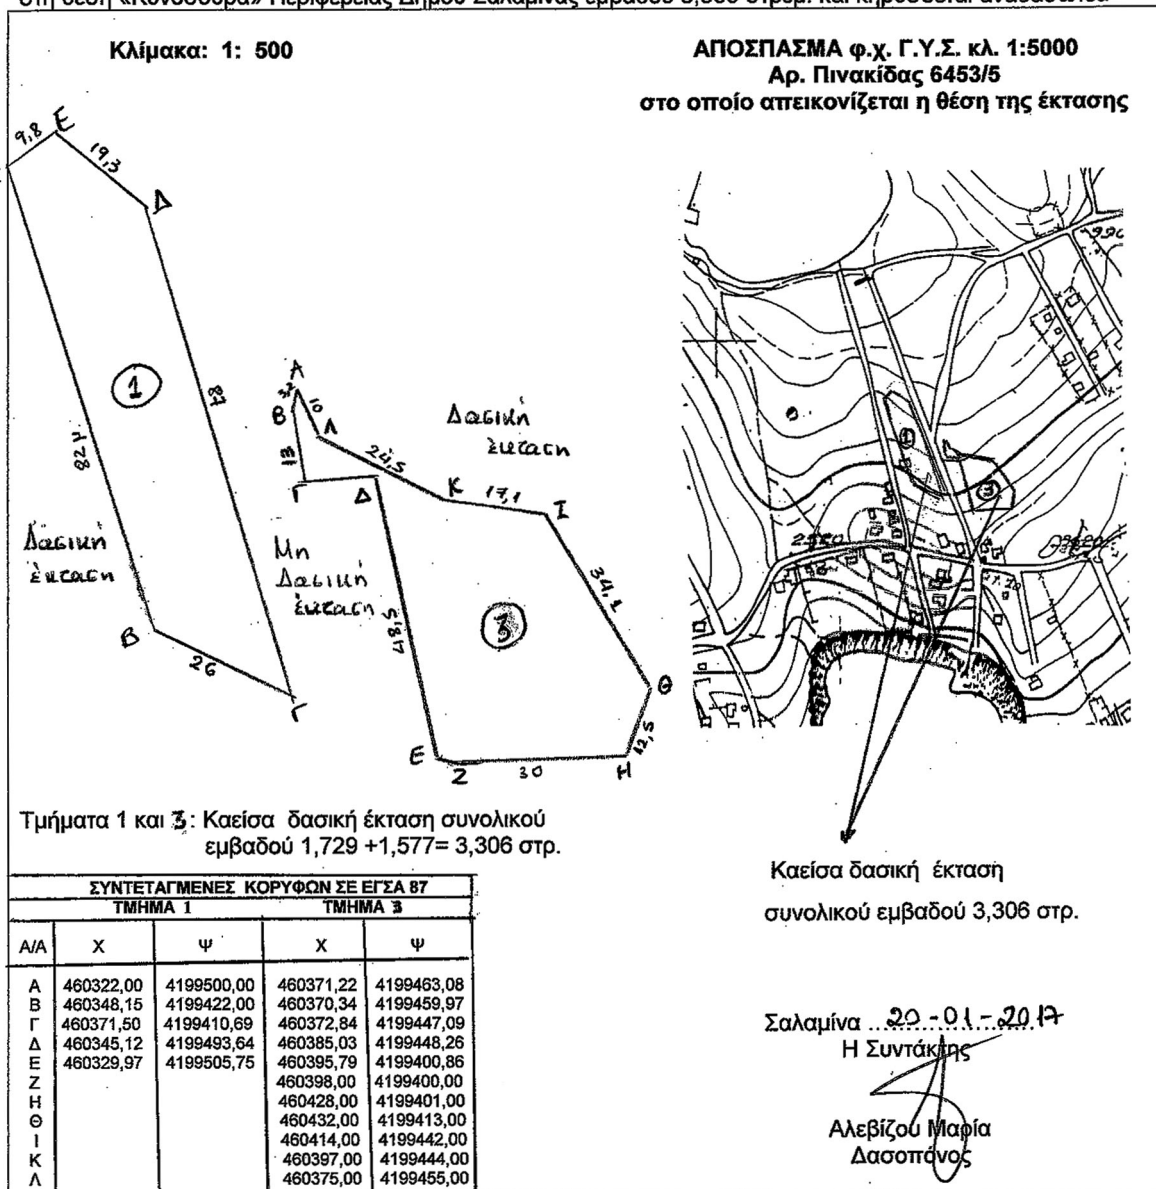 Κλίμακα: 1: 500
ΑΠΟΣΠΑΣΜΑ φ.χ. Γ.Υ.Σ. κλ. 1:5000
Αρ. Πινακίδας 6453/5
στο οποίο απεικονίζεται η θέση της έκτασης
9,8
Ε
19,3
Δ
1
87
82,4
Β
26
Γ
Δασική
έκταση
Α
3,2
Β
10
Λ
13
Γ
Δ
24,5
Κ
17,1
Ι
Δασική
έκταση
34,1
Μη
Δασική
έκταση
3
Θ
12,5
Ε
Ζ
30
Η
1
3
Τμήματα 1 και 3: Καείσα δασική έκταση συνολικού
εμβαδού 1,729 +1,577= 3,306 στρ.
Καείσα δασική έκταση
συνολικού εμβαδού 3,306 στρ.
ΣΥΝΤΕΤΑΓΜΕΝΕΣ ΚΟΡΥΦΩΝ ΣΕ ΕΓΣΑ 87
ΤΜΗΜΑ 1 ΤΜΗΜΑ 3
Α/Α Χ Ψ Χ Ψ
Α 460322,00 4199500,00 460371,22 4199463,08
Β 460348,15 4199422,00 460370,34 4199459,97
Γ 460371,50 4199410,69 460372,84 4199447,09
Δ 460345,12 4199493,64 460385,03 4199448,26
Ε 460329,97 4199505,75 460395,79 4199400,86
Ζ 460398,00 4199400,00
Η 460428,00 4199401,00
Θ 460432,00 4199413,00
Ι 460414,00 4199442,00
Κ 460397,00 4199444,00
Λ 460375,00 4199455,00
Σαλαμίνα 20-01-2017
Η Συντάκτης
Αλεβίζου Μαρία
Δασοπόνος